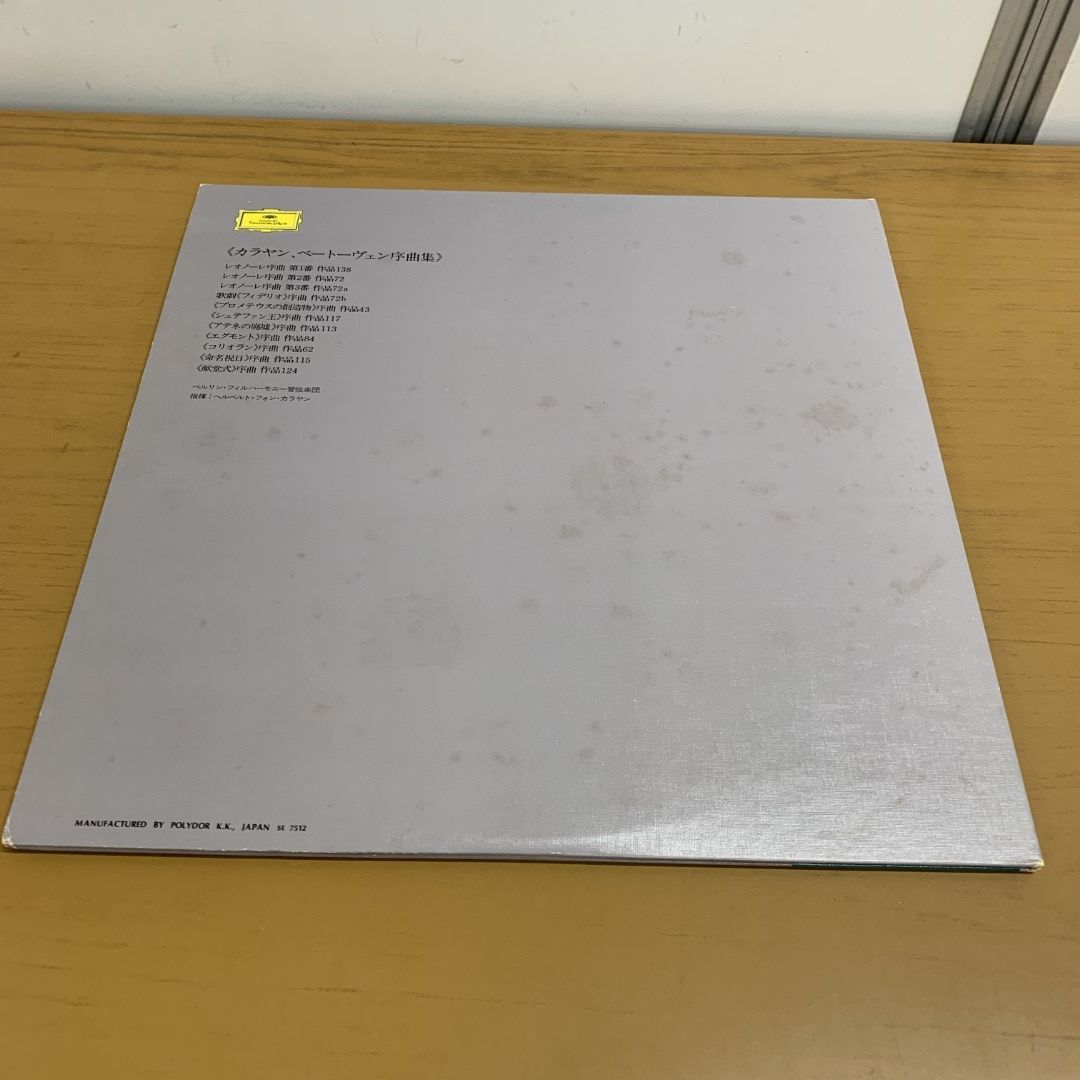 Deutsche
Grammophon
《カラヤン、ベートーヴェン序曲集》
レオノーレ序曲 第1番 作品138
レオノーレ序曲 第2番 作品72
レオノーレ序曲 第3番 作品72a
歌劇《フィデリオ》序曲 作品72b
《プロメテウスの創造物》序曲 作品43
《シュテファン王》序曲 作品117
《アテネの廃墟》序曲 作品113
《エグモント》序曲 作品84
《コリオラン》序曲 作品62
《命名祝日》序曲 作品115
《献堂式》序曲 作品124
ベルリン・フィルハーモニー管弦楽団
指揮：ヘルベルト・フォン・カラヤン
MANUFACTURED BY POLYDOR K.K., JAPAN SE 7512